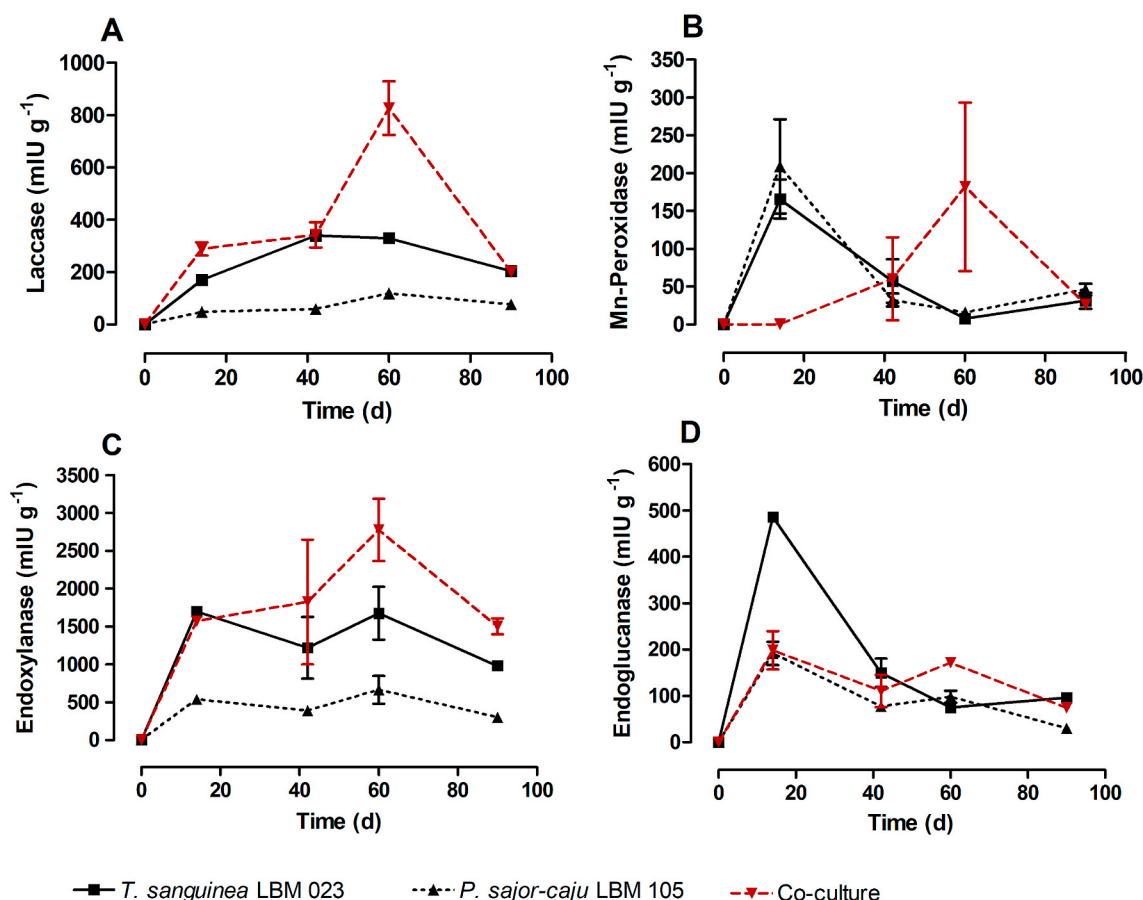 A
Laccase (mIU g⁻¹)
1000
800
600
400
200
0
0 20 40 60 80 100
Time (d)
B
Mn-Peroxidase (mIU g⁻¹)
350
300
250
200
150
100
50
0
0 20 40 60 80 100
Time (d)
C
Endoxylanase (mIU g⁻¹)
3500
3000
2500
2000
1500
1000
500
0
0 20 40 60 80 100
Time (d)
D
Endoglucanase (mIU g⁻¹)
600
500
400
300
200
100
0
0 20 40 60 80 100
Time (d)
T. sanguinea LBM 023 P. sajor-caju LBM 105 Co-culture